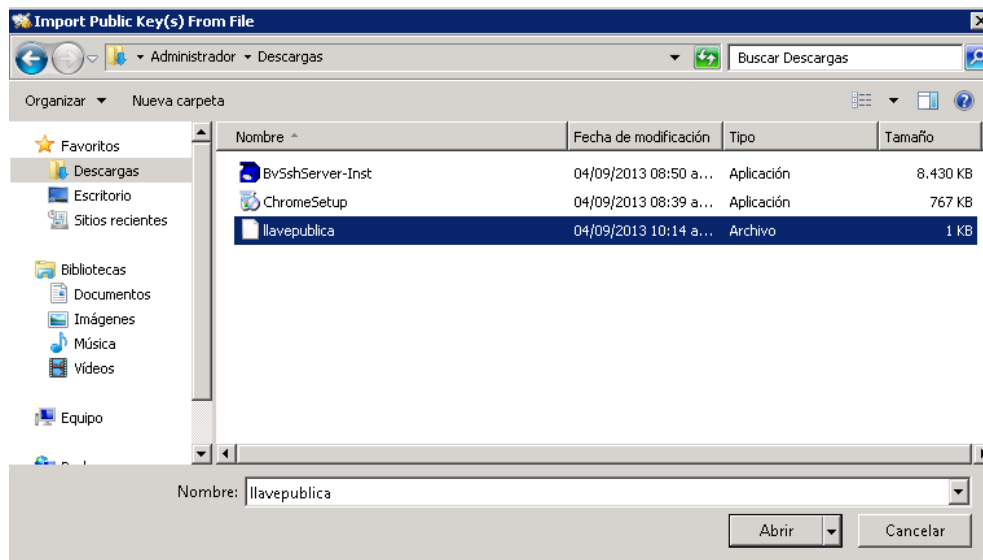 Import Public Key(s) From File
Administrador Descargas
Buscar Descargas
Organizar Nueva carpeta
Nombre Fecha de modificación Tipo Tamaño
Favoritos
Descargas
Escritorio
Sitios recientes
Bibliotecas
Documentos
Imágenes
Música
Vídeos
Equipo
BvSshServer-Inst 04/09/2013 08:50 a... Aplicación 8.430 KB
ChromeSetup 04/09/2013 08:39 a... Aplicación 767 KB
llavepublica 04/09/2013 10:14 a... Archivo 1 KB
Nombre: llavepublica
Abrir Cancelar